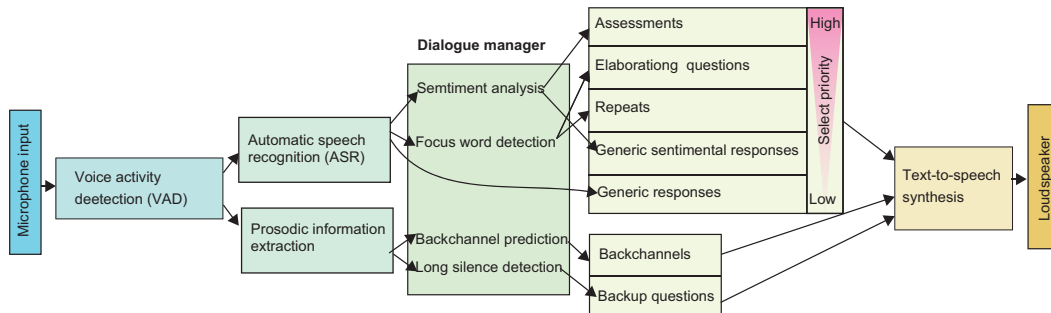 Microphone input
Voice activity
deetection (VAD)
Automatic speech
recognition (ASR)
Prosodic information
extraction
Dialogue manager
Semtiment analysis
Focus word detection
Backchannel prediction
Long silence detection
Assessments
Elaborationg questions
Repeats
Generic sentimental responses
Generic responses
High
Select priority
Low
Backchannels
Backup questions
Text-to-speech
synthesis
Loudspeaker